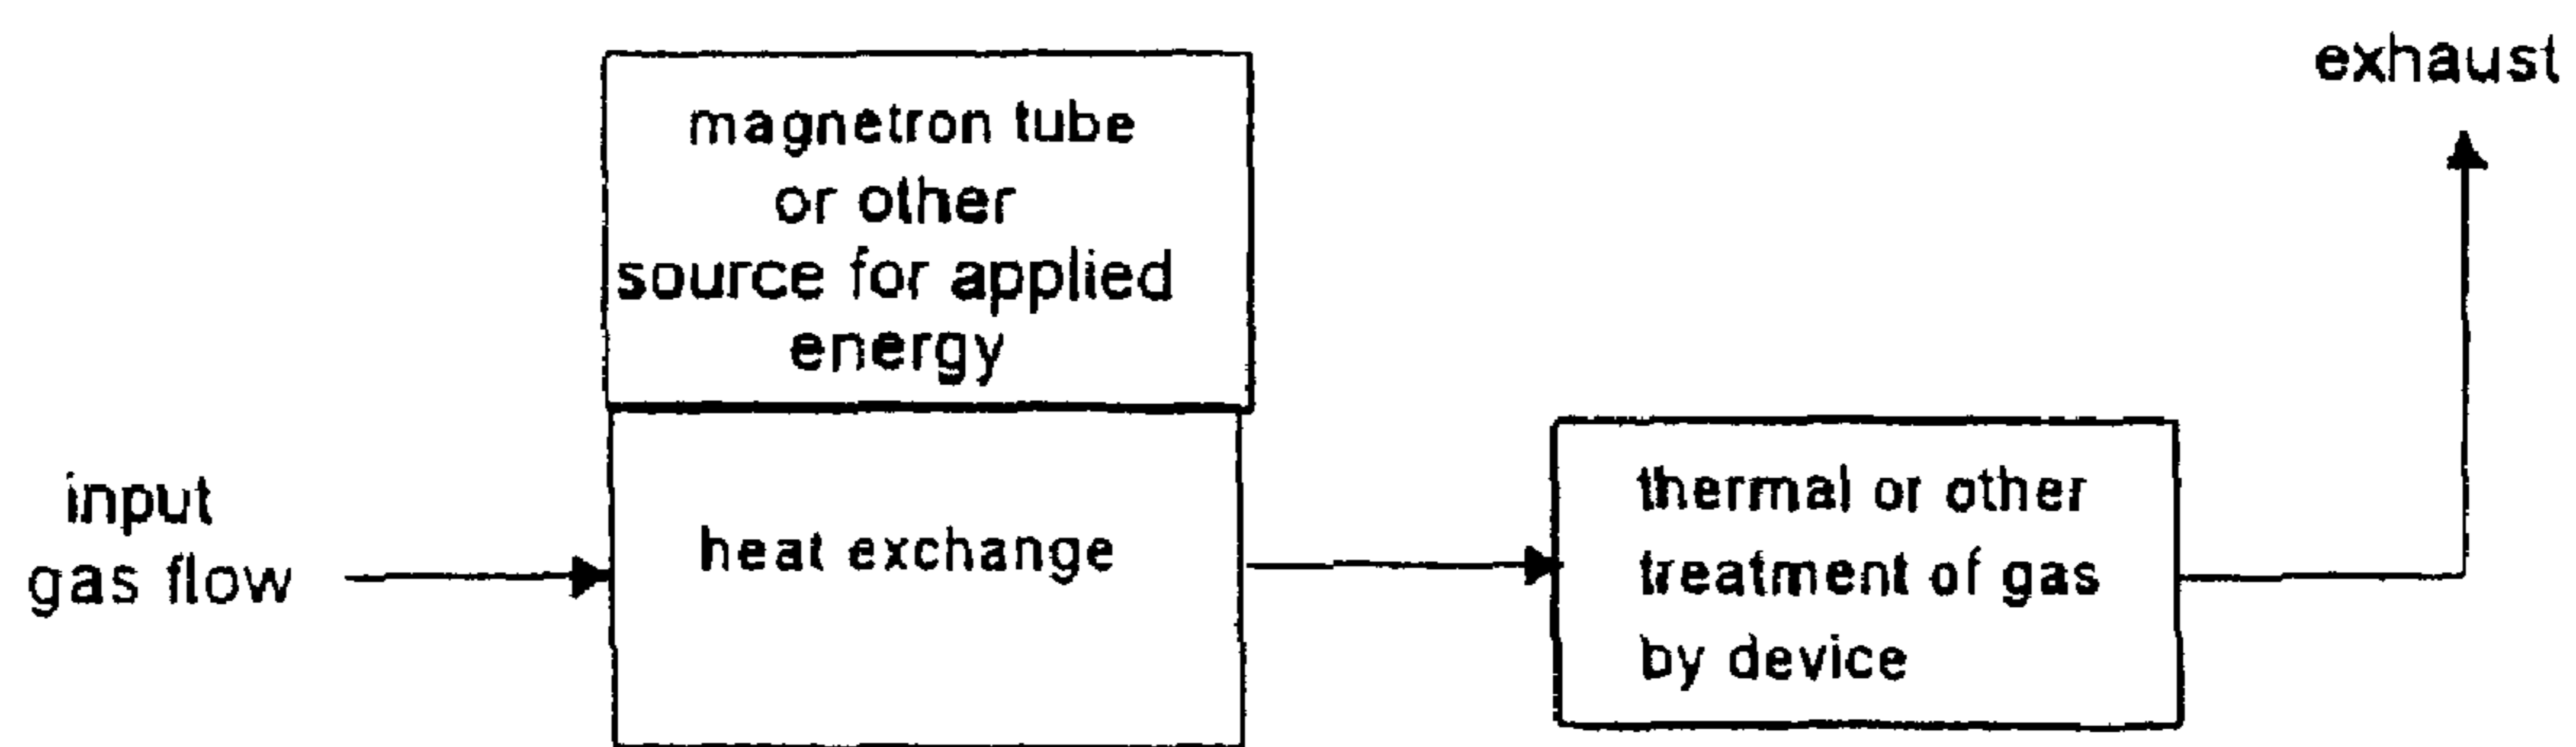 exhaust
magnetron tube
or other
source for applied
energy
input
gas flow
heat exchange
thermal or other
treatment of gas
by device